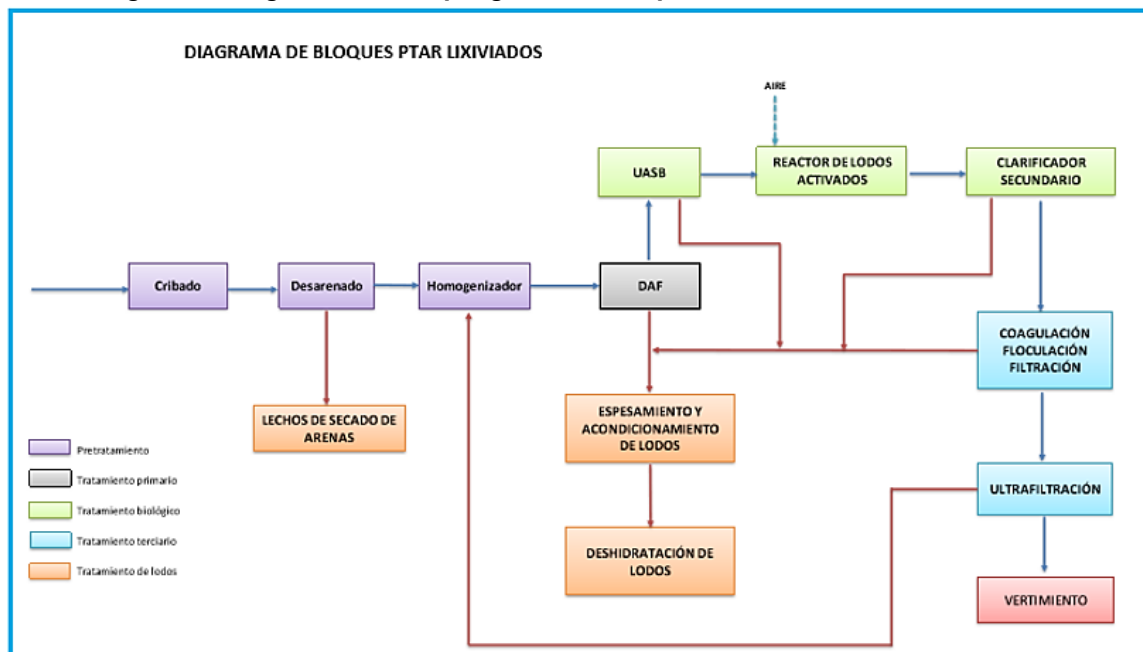 DIAGRAMA DE BLOQUES PTAR LIXIVIADOS
AIRE
UASB
REACTOR DE LODOS
ACTIVADOS
CLARIFICADOR
SECUNDARIO
Cribado
Desarenado
Homogenizador
DAF
COAGULACIÓN
FLOCULACIÓN
FILTRACIÓN
LECHOS DE SECADO DE
ARENAS
ESPESAMIENTO Y
ACONDICIONAMIENTO
DE LODOS
ULTRAFILTRACIÓN
DESHIDRATACIÓN DE
LODOS
VERTIMIENTO
Pretratamiento
Tratamiento primario
Tratamiento biológico
Tratamiento terciario
Tratamiento de lodos